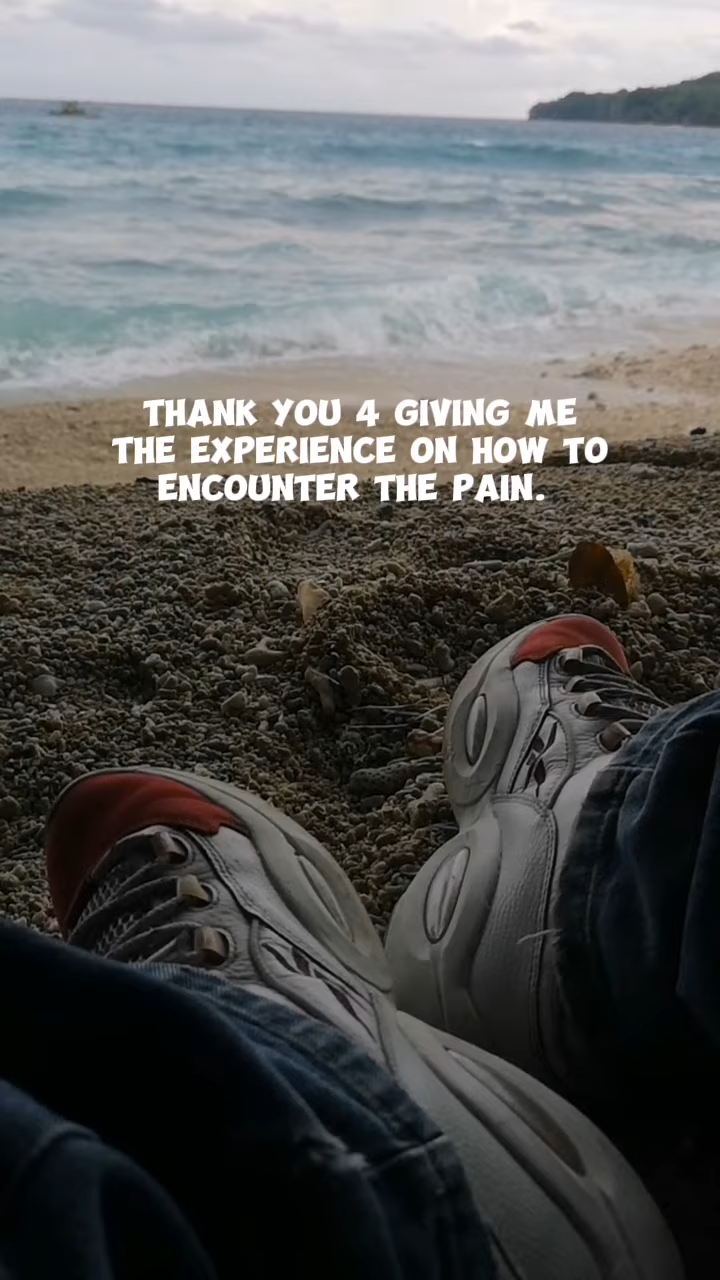 THANK YOU 4 GIVING ME
THE EXPERIENCE ON HOW TO
ENCOUNTER THE PAIN.